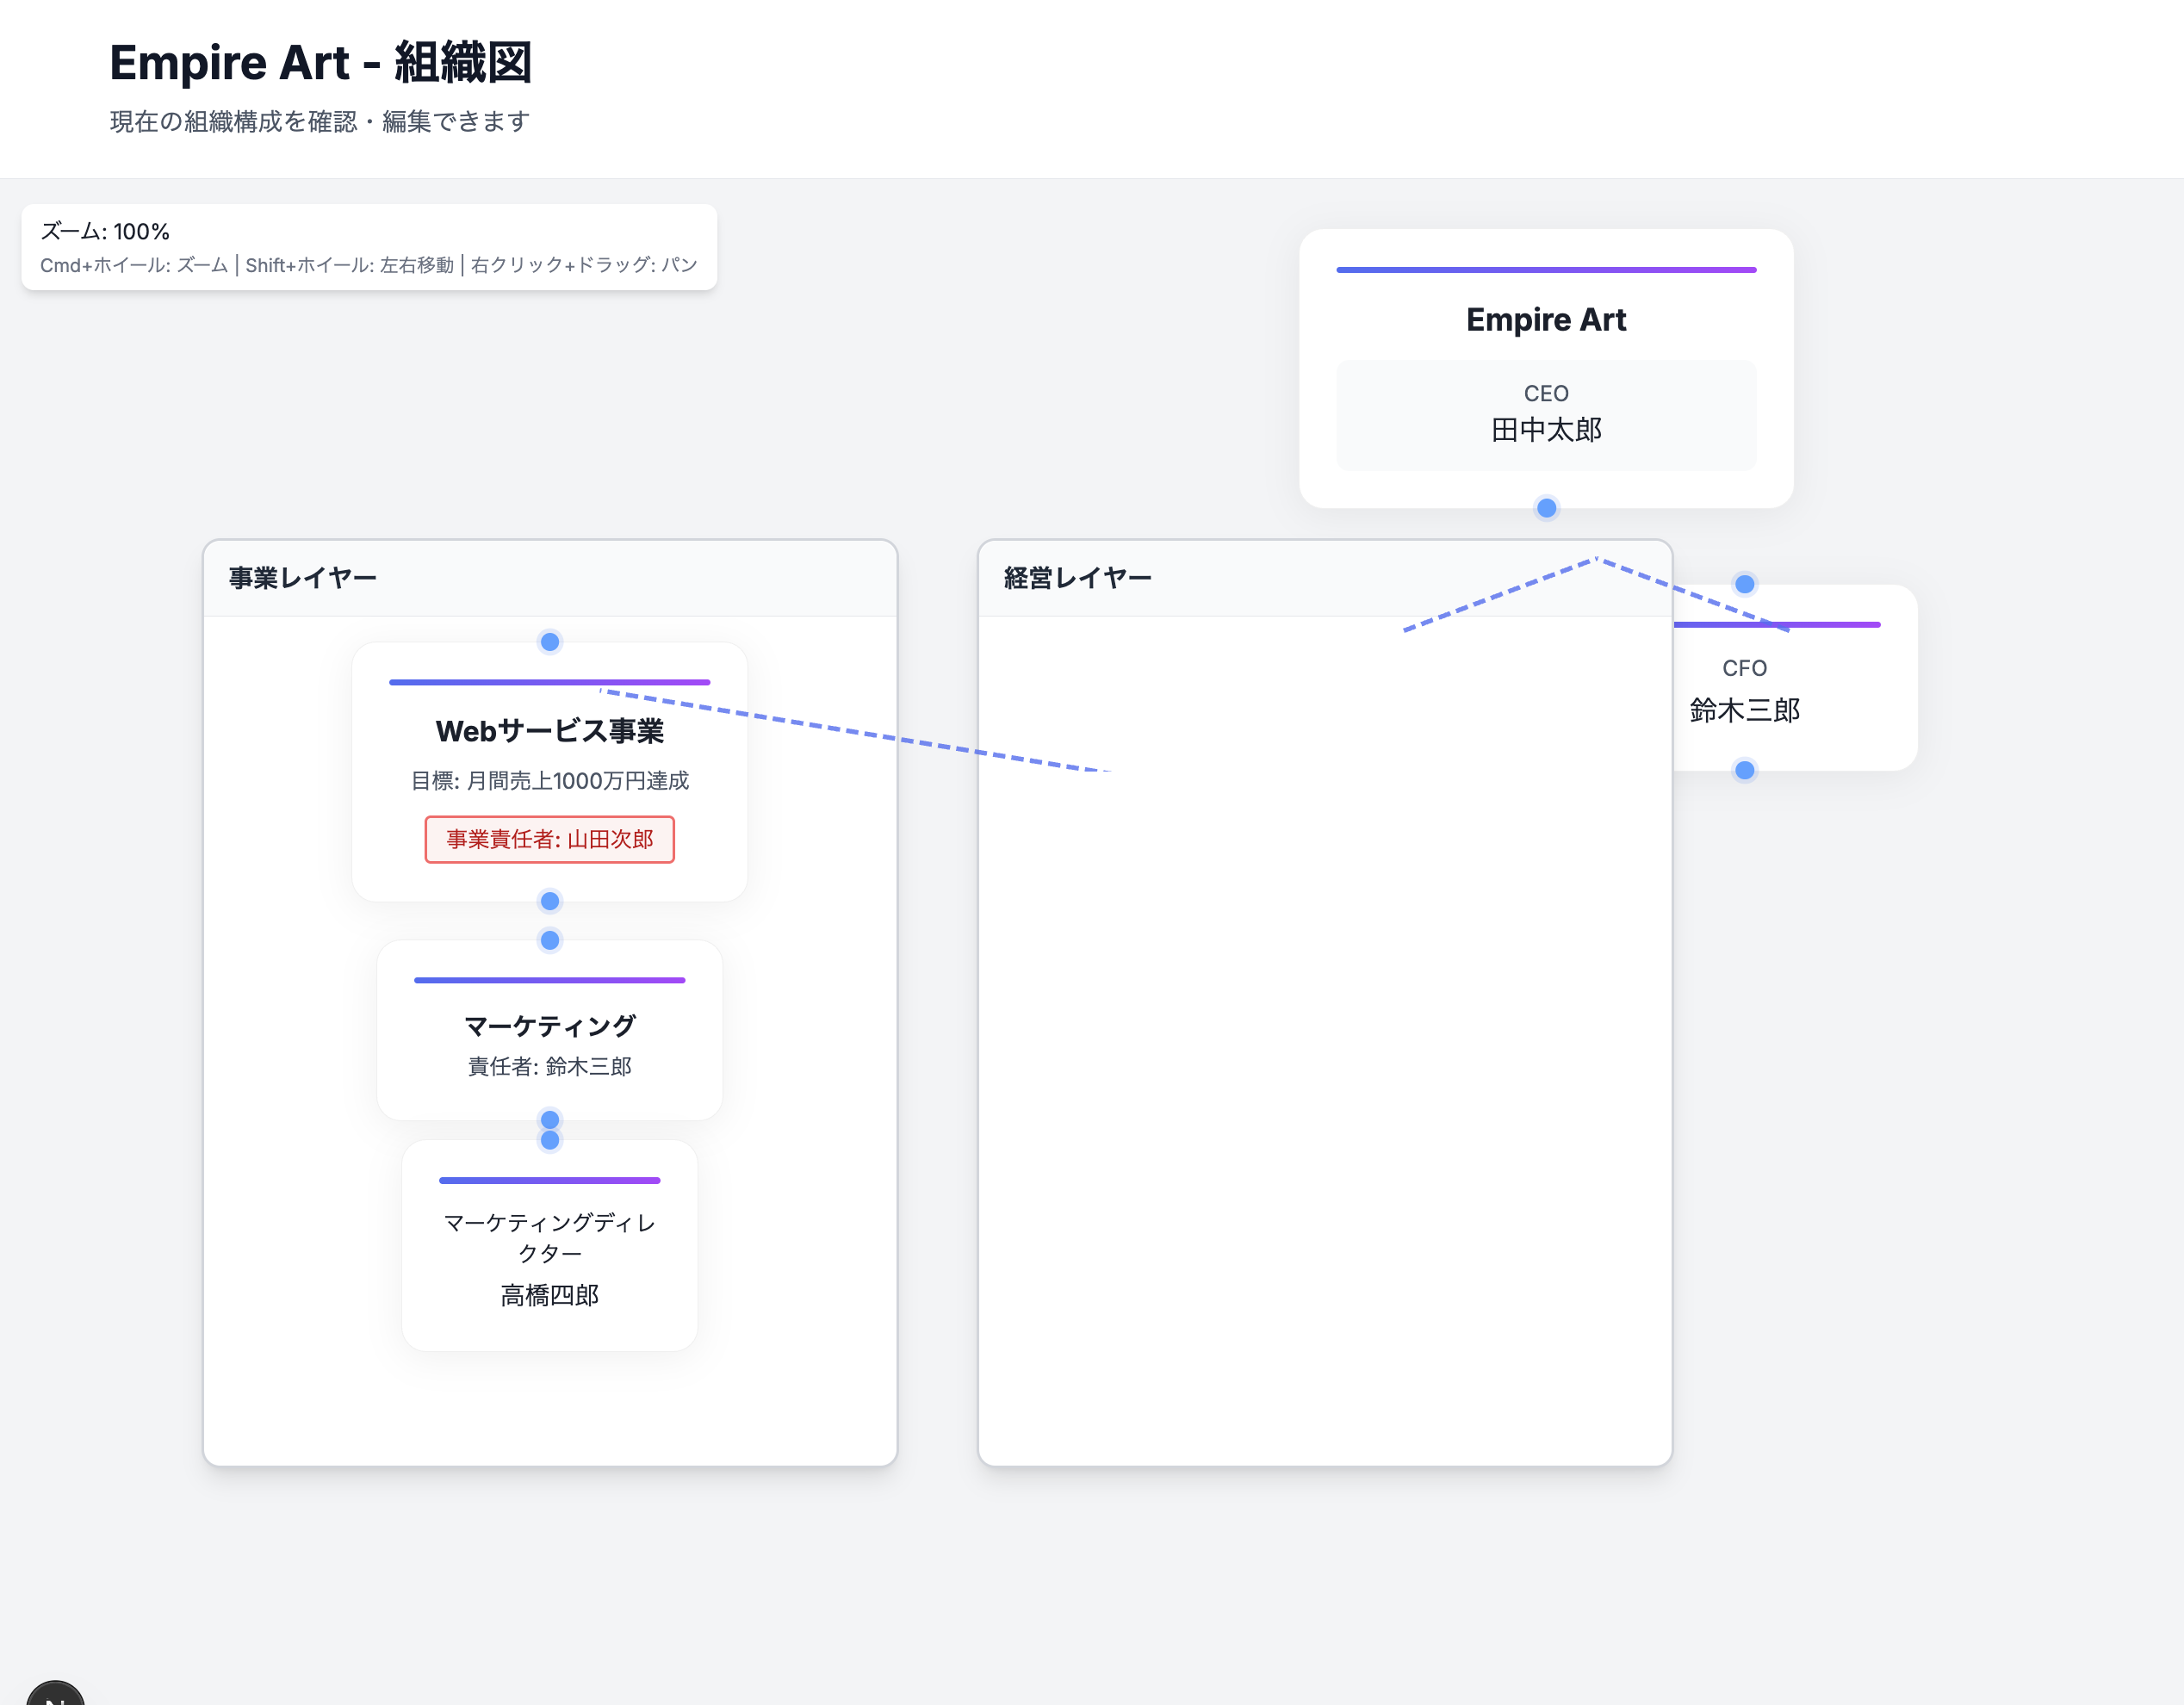 Empire Art - 組織図
現在の組織構成を確認・編集できます
ズーム: 100%
Cmd+ホイール: ズーム | Shift+ホイール: 左右移動 | 右クリック+ドラッグ: パン
Empire Art
CEO
田中太郎
事業レイヤー
経営レイヤー
CFO
鈴木三郎
Webサービス事業
目標: 月間売上1000万円達成
事業責任者: 山田次郎
マーケティング
責任者: 鈴木三郎
マーケティングディレ
クター
高橋四郎